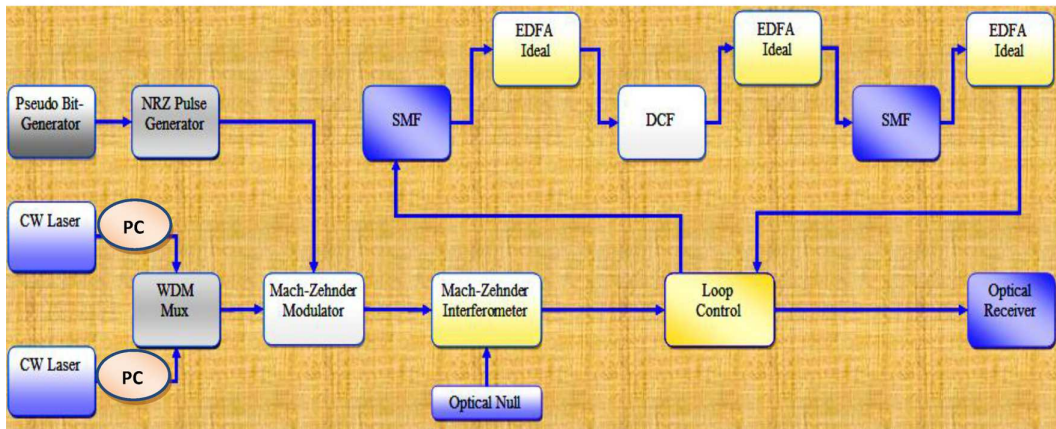 EDFA
Ideal
EDFA
Ideal
EDFA
Ideal
Pseudo Bit-
Generator
NRZ Pulse
Generator
SMF
DCF
SMF
CW Laser
PC
WDM
Mux
Mach-Zehnder
Modulator
Mach-Zehnder
Interferometer
Loop
Control
Optical
Receiver
CW Laser
PC
Optical Null